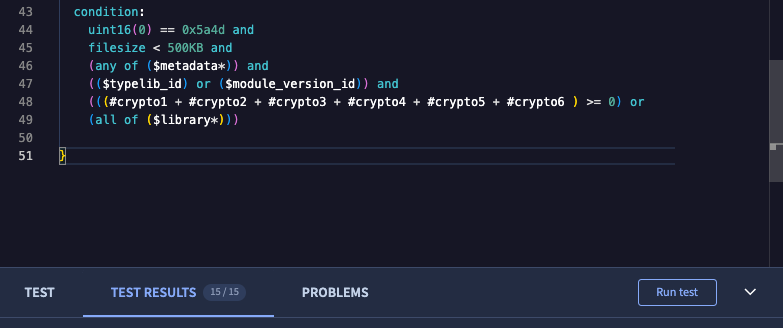 43 condition:
44 uint16(0) == 0x5a4d and
45 filesize < 500KB and
46 (any of ($metadata*)) and
47 (($typelib_id) or ($module_version_id)) and
48 (((#crypto1 + #crypto2 + #crypto3 + #crypto4 + #crypto5 + #crypto6 ) >= 0) or
49 (all of ($library*)))
50
51 }
TEST TEST RESULTS 15/15 PROBLEMS Run test